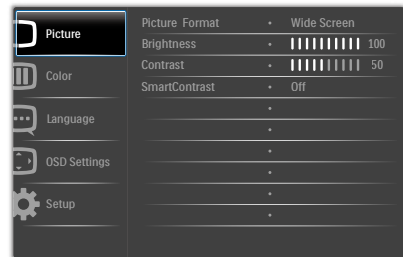 Picture
Color
Language
OSD Settings
Setup
Picture Format • Wide Screen
Brightness • 100
Contrast • 50
SmartContrast • Off
•
•
•
•
•
•